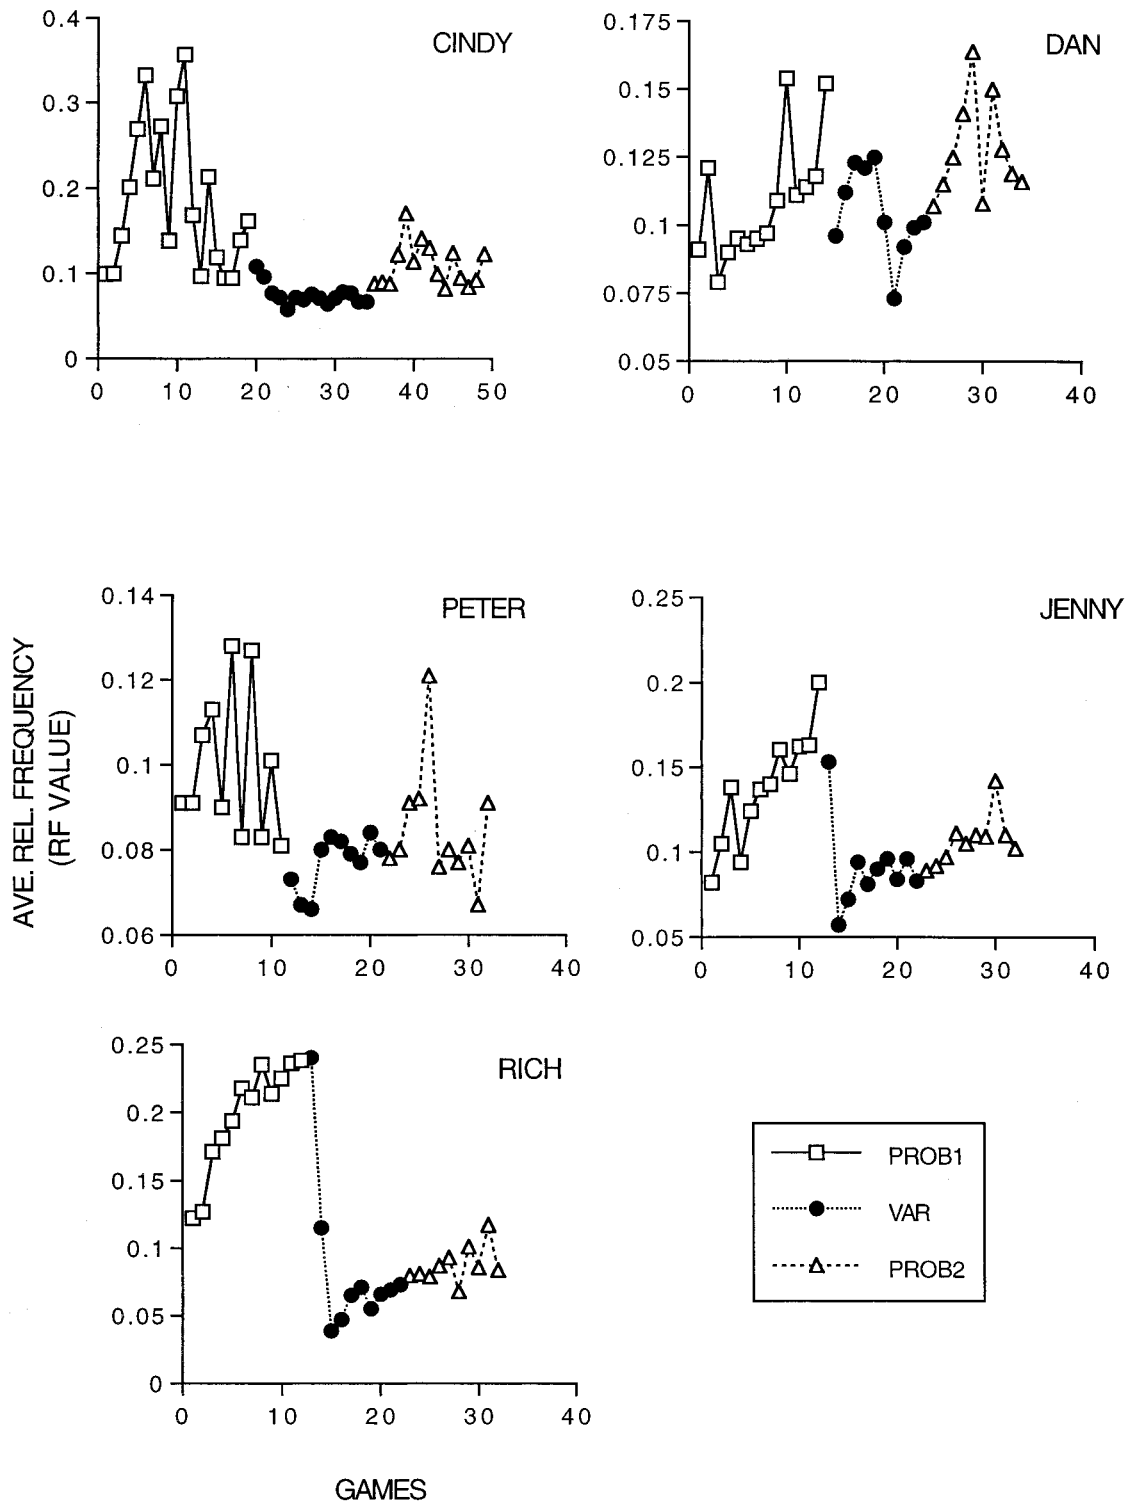 CINDY
0.4
0.3
0.2
0.1
0
0 10 20 30 40 50
DAN
0.175
0.15
0.125
0.1
0.075
0.05
0 10 20 30 40
AVE. REL. FREQUENCY
(RF VALUE)
PETER
0.14
0.12
0.1
0.08
0.06
0 10 20 30 40
JENNY
0.25
0.2
0.15
0.1
0.05
0 10 20 30 40
RICH
0.25
0.2
0.15
0.1
0.05
0
0 10 20 30 40
PROB1
VAR
PROB2
GAMES